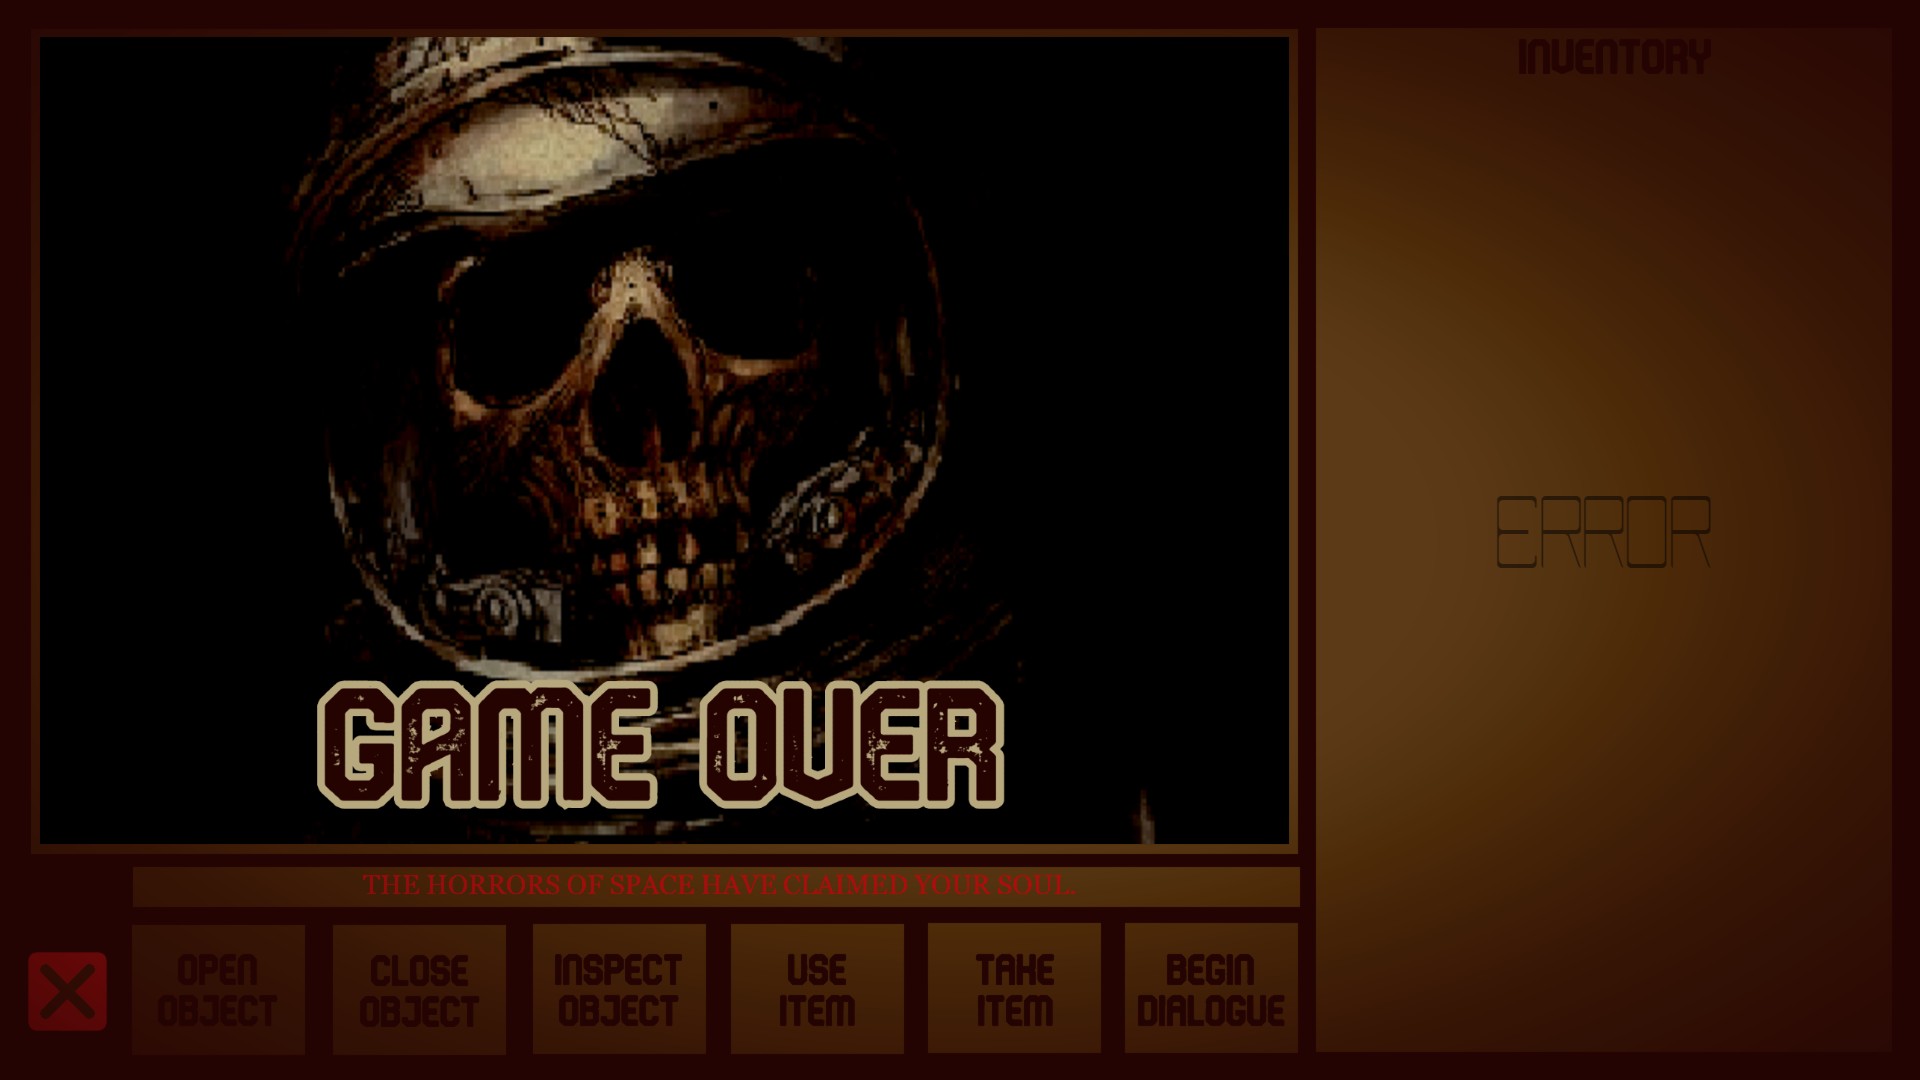 INVENTORY
ERROR
GAME OVER
THE HORRORS OF SPACE HAVE CLAIMED YOUR SOUL.
OPEN
OBJECT
CLOSE
OBJECT
INSPECT
OBJECT
USE
ITEM
TAKE
ITEM
BEGIN
DIALOGUE